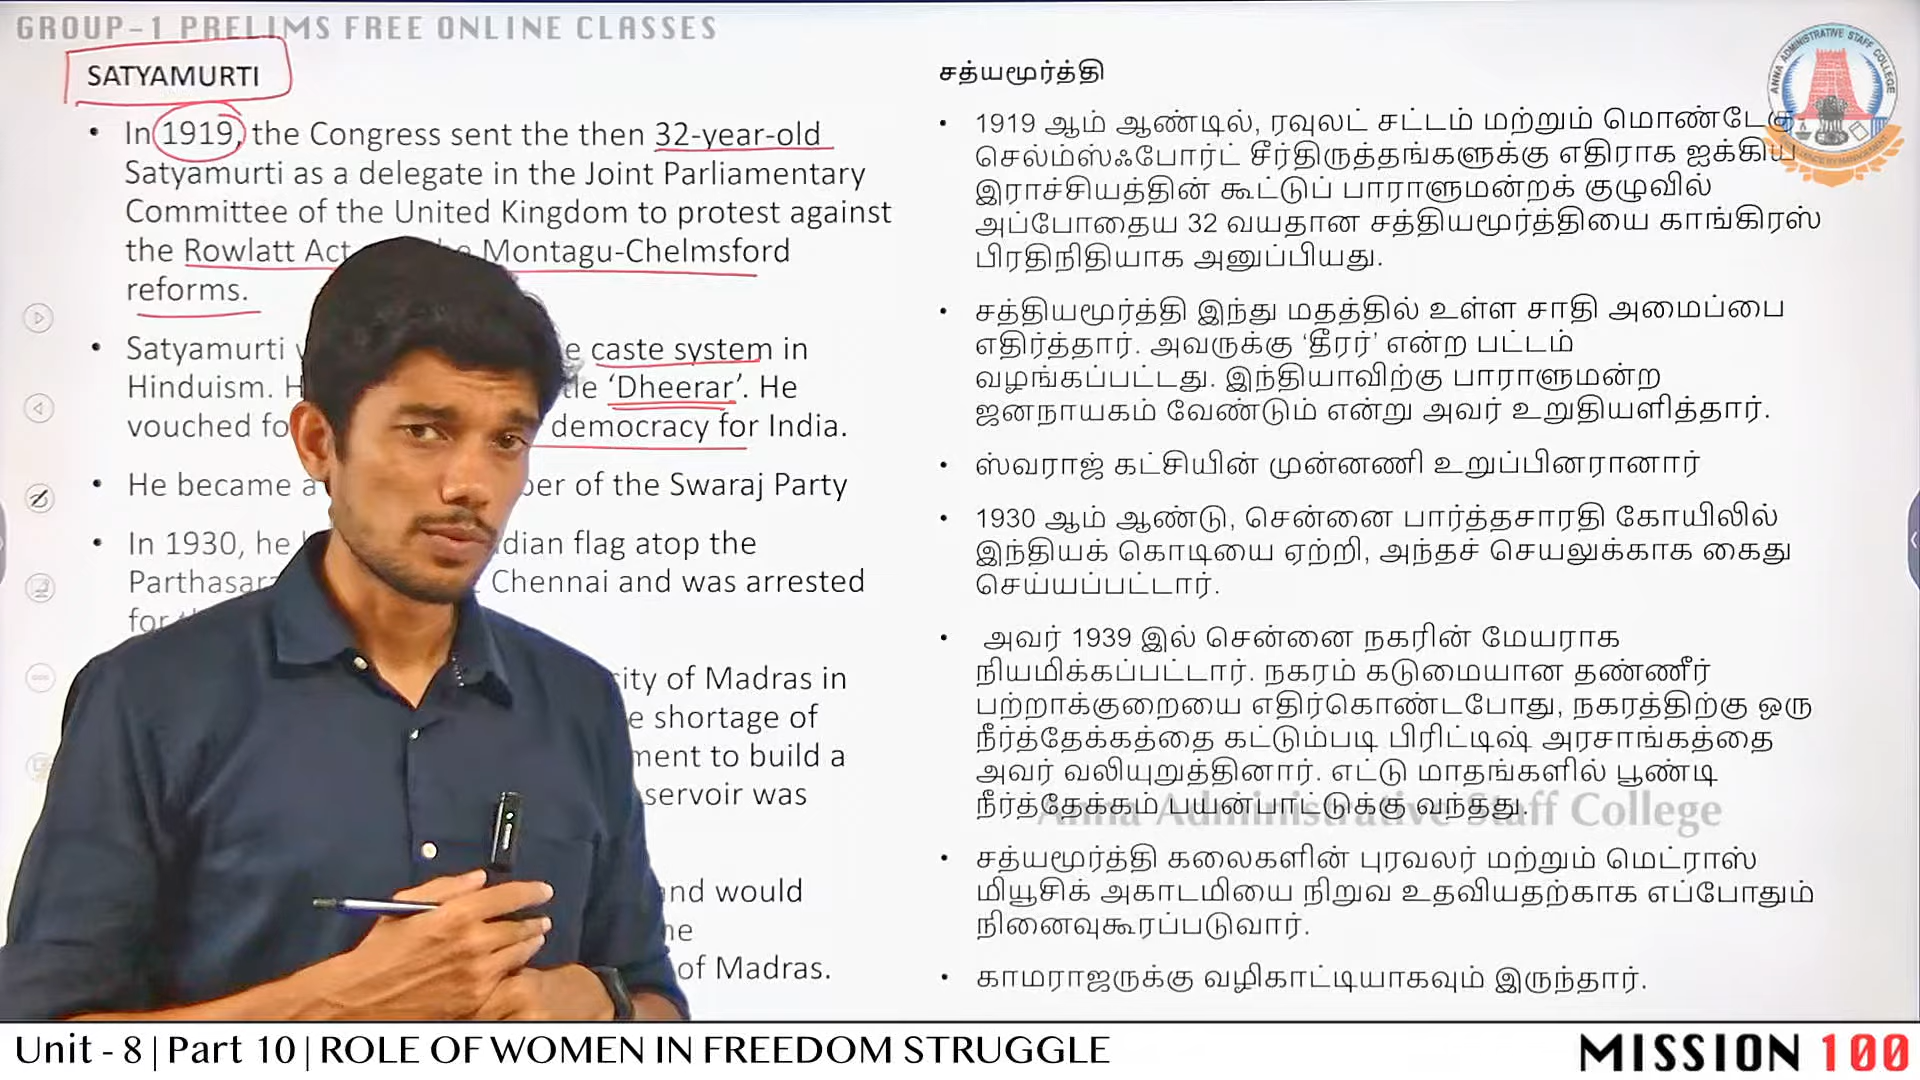 GROUP-1 PRELIMS FREE ONLINE CLASSES
SATYAMURTI
• In 1919, the Congress sent the then 32-year-old
Satyamurti as a delegate in the Joint Parliamentary
Committee of the United Kingdom to protest against
the Rowlatt Act Montagu-Chelmsford
reforms.
• Satyamurti caste system in
Hinduism. 'Dheerar'. He
vouched democracy for India.
• He became a of the Swaraj Party
• In 1930, he flag atop the
Chennai and was arrested
for
of Madras in
shortage of
to build a
was
would
of Madras.
சத்யமூர்த்தி
• 1919 ஆம் ஆண்டில், ரவுலட் சட்டம் மற்றும் மொண்டேகு
செல்ம்ஸ்ஃபோர்ட் சீர்திருத்தங்களுக்கு எதிராக ஐக்கிய
இராச்சியத்தின் கூட்டுப் பாராளுமன்றக் குழுவில்
அப்போதைய 32 வயதான சத்தியமூர்த்தியை காங்கிரஸ்
பிரதிநிதியாக அனுப்பியது.
• சத்தியமூர்த்தி இந்து மதத்தில் உள்ள சாதி அமைப்பை
எதிர்த்தார். அவருக்கு 'தீரர்' என்ற பட்டம்
வழங்கப்பட்டது. இந்தியாவிற்கு பாராளுமன்ற
ஜனநாயகம் வேண்டும் என்று அவர் உறுதியளித்தார்.
• ஸ்வராஜ் கட்சியின் முன்னணி உறுப்பினரானார்
• 1930 ஆம் ஆண்டு, சென்னை பார்த்தசாரதி கோயிலில்
இந்தியக் கொடியை ஏற்றி, அந்தச் செயலுக்காக கைது
செய்யப்பட்டார்.
• அவர் 1939 இல் சென்னை நகரின் மேயராக
நியமிக்கப்பட்டார். நகரம் கடுமையான தண்ணீர்
பற்றாக்குறையை எதிர்கொண்டபோது, நகரத்திற்கு ஒரு
நீர்த்தேக்கத்தை கட்டும்படி பிரிட்டிஷ் அரசாங்கத்தை
அவர் வலியுறுத்தினார். எட்டு மாதங்களில் பூண்டி
நீர்த்தேக்கம் பயன்பாட்டுக்கு வந்தது.
Anna Administrative Staff College
• சத்யமூர்த்தி கலைகளின் புரவலர் மற்றும் மெட்ராஸ்
மியூசிக் அகாடமியை நிறுவ உதவியதற்காக எப்போதும்
நினைவுகூரப்படுவார்.
• காமராஜருக்கு வழிகாட்டியாகவும் இருந்தார்.
ANNA ADMINISTRATIVE STAFF COLLEGE
Unit - 8 | Part 10 | ROLE OF WOMEN IN FREEDOM STRUGGLE
MISSION 100